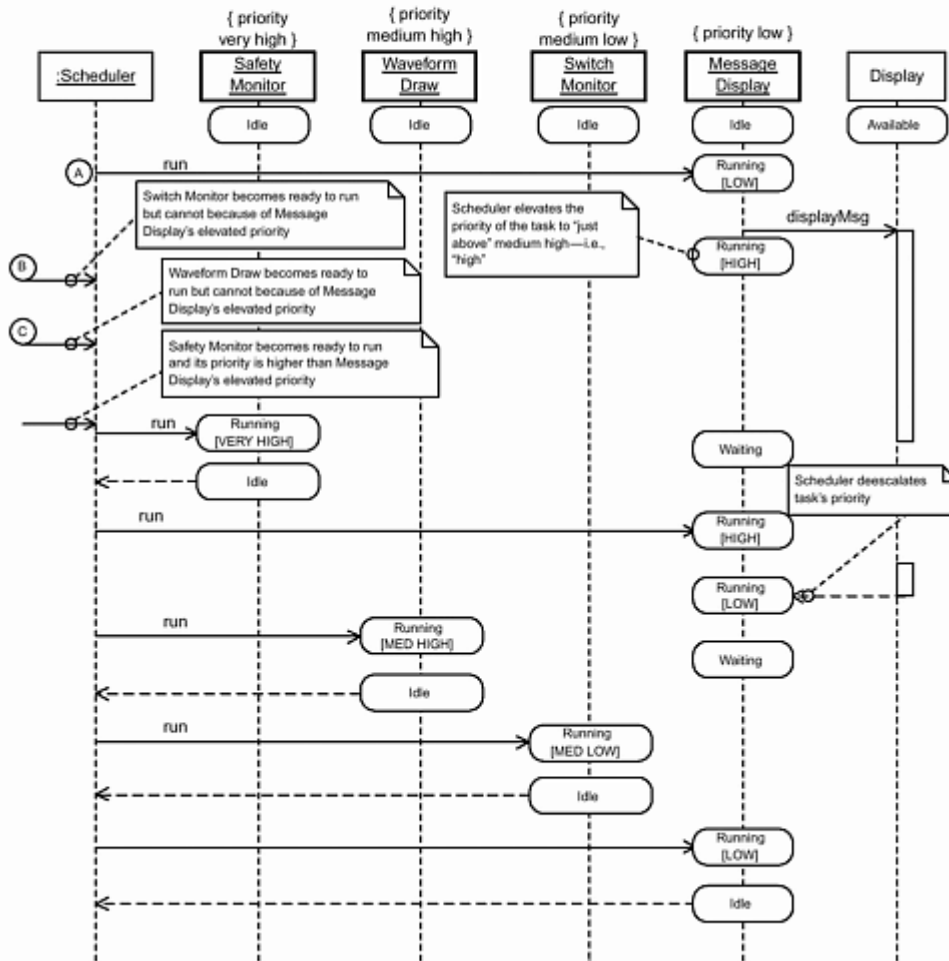 { priority
very high }
{ priority
medium high }
{ priority
medium low }
{ priority low }
:Scheduler
Safety
Monitor
Waveform
Draw
Switch
Monitor
Message
Display
Display
Idle
Idle
Idle
Idle
Available
A
run
Running
[LOW]
Switch Monitor becomes ready to run
but cannot because of Message
Display's elevated priority
Scheduler elevates the
priority of the task to "just
above" medium high—i.e.,
"high"
displayMsg
Running
[HIGH]
B
Waveform Draw becomes ready to
run but cannot because of Message
Display's elevated priority
C
Safety Monitor becomes ready to run
and its priority is higher than Message
Display's elevated priority
run
Running
[VERY HIGH]
Waiting
Idle
Scheduler deescalates
task's priority
run
Running
[HIGH]
Running
[LOW]
run
Running
[MED HIGH]
Waiting
Idle
run
Running
[MED LOW]
Idle
Running
[LOW]
Idle